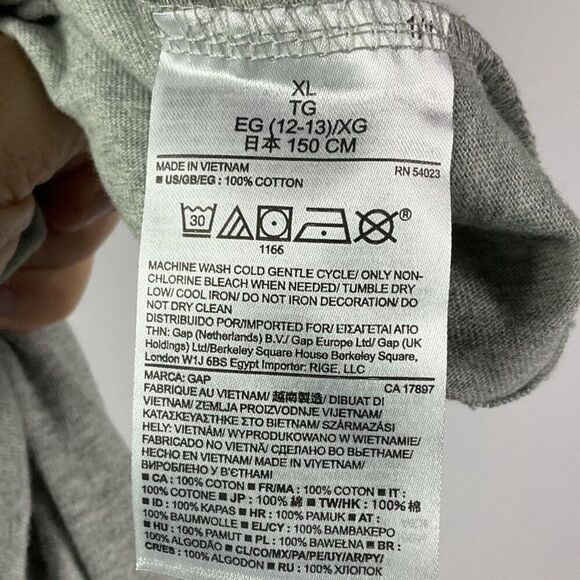 XL
TG
EG (12-13)/XG
日本 150 CM
MADE IN VIETNAM RN 54023
■ US/GB/EG : 100% COTTON
30 ®
1166
MACHINE WASH COLD GENTLE CYCLE/ ONLY NON-
CHLORINE BLEACH WHEN NEEDED/ TUMBLE DRY
LOW/ COOL IRON/ DO NOT IRON DECORATION/ DO
NOT DRY CLEAN
DISTRIBUIDO POR/IMPORTED FOR/ ΕΙΣΑΓΕΤΑΙ ΑΠΟ
THN: Gap (Netherlands) B.V./ Gap Europe Ltd/ Gap (UK
Holdings) Ltd/Berkeley Square House Berkeley Square,
London W1J 6BS Egypt Importer: RIGE, LLC
MARCA: GAP CA 17897
FABRIQUE AU VIETNAM/ 越南製造/ DIBUAT DI
VIETNAM/ ZEMLJA PROIZVODNJE VIJETNAM/
ΚΑΤΑΣΚΕΥΑΣΤΗΚΕ ΣΤΟ ΒΙΕΤΝΑΜ/ SZÁRMAZÁSI
HELY: VIETNÁM/ WYPRODUKOWANO W WIETNAMIE/
FABRICADO NO VIETNÃ/ СДЕЛАНО ВО ВЬЕТНАМЕ/
HECHO EN VIETNAM/ MADE IN VIYETNAM/
ВИРОБЛЕНО У В'ЄТНАМІ
■ CA : 100% COTTON ■ FR/MA : 100% COTON ■ IT :
100% COTONE ■ JP : 100% 綿 ■ TW/HK : 100% 棉
■ ID : 100% KAPAS ■ HR : 100% PAMUK ■ AT :
100% BAUMWOLLE ■ EL/CY : 100% ΒΑΜΒΑΚΕΡΟ
■ HU : 100% PAMUT ■ PL : 100% BAWEŁNA ■ BR :
100% ALGODÃO ■ CL/CO/MX/PA/PE/UY/AR/PY/
CR/ES : 100% ALGODÓN ■ RU : 100% ХЛОПОК